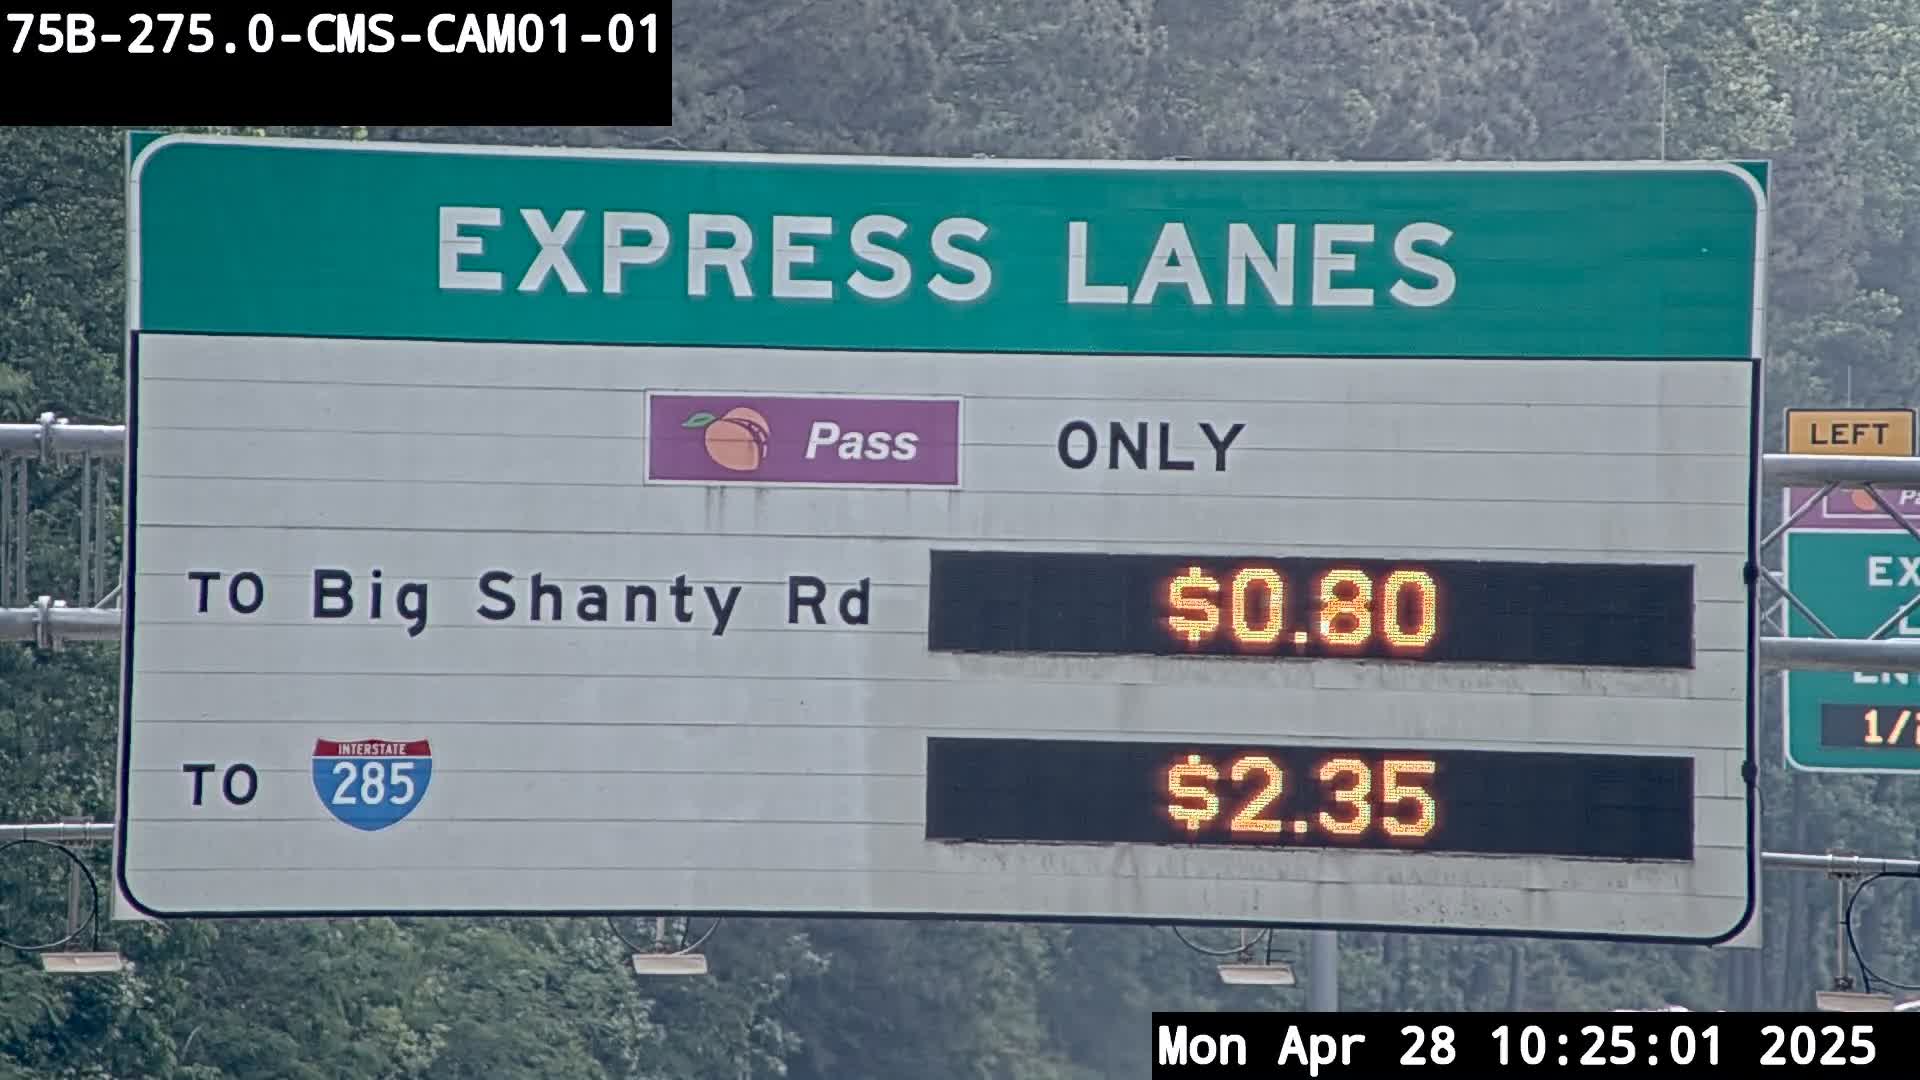 75B-275.0-CMS-CAM01-01
EXPRESS LANES
Pass ONLY
LEFT
TO Big Shanty Rd $0.80
TO INTERSTATE 285 $2.35
Mon Apr 28 10:25:01 2025